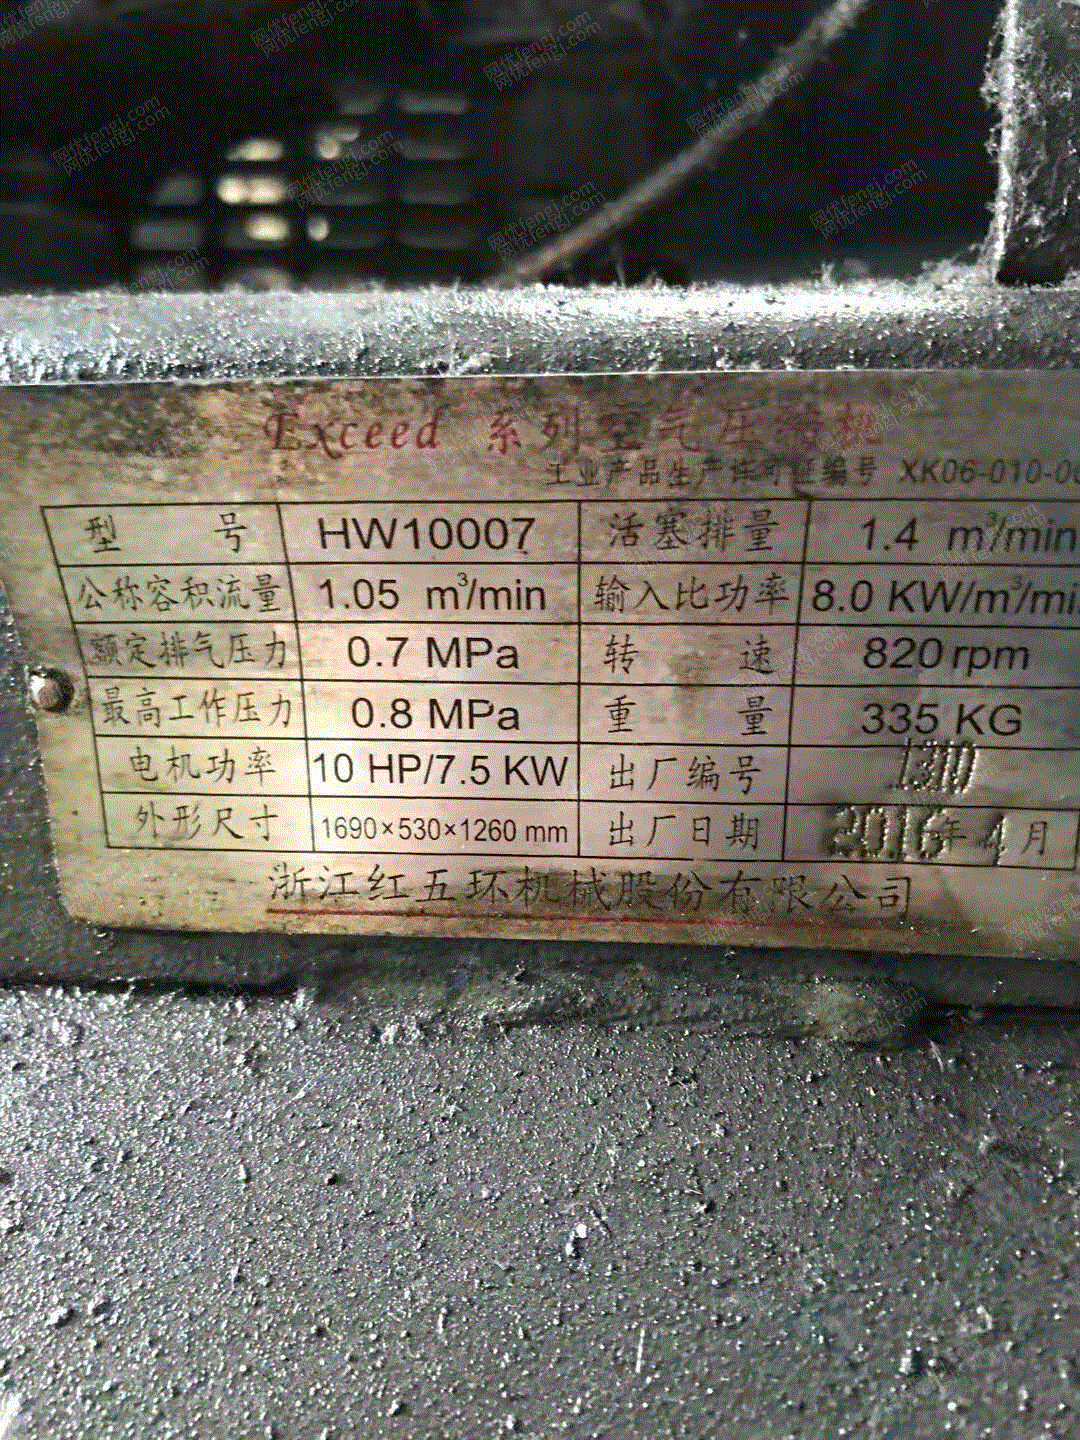 Exceed 系列空气压缩机
工业产品生产许可证编号 XK06-010-00
型 号 HW10007 活塞排量 1.4 m³/min
公称容积流量 1.05 m³/min 输入比功率 8.0 KW/m³/mi
额定排气压力 0.7 MPa 转 速 820 rpm
最高工作压力 0.8 MPa 重 量 335 KG
电机功率 10 HP/7.5 KW 出厂编号 1310
外形尺寸 1690×530×1260 mm 出厂日期 2016年4月
浙江红五环机械股份有限公司